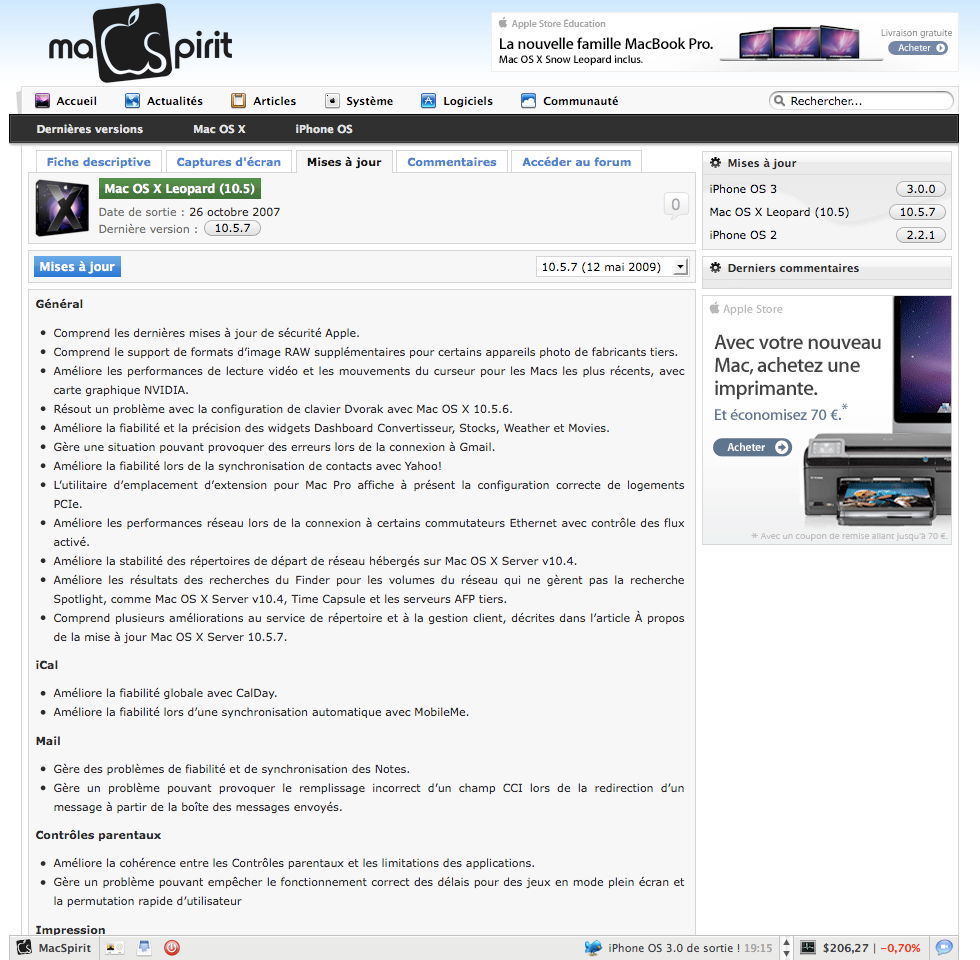 macSpirit
Apple Store Éducation
La nouvelle famille MacBook Pro.
Mac OS X Snow Leopard inclus.
Livraison gratuite
Acheter
Accueil
Actualités
Articles
Système
Logiciels
Communauté
Rechercher...
Dernières versions
Mac OS X
iPhone OS
Fiche descriptive
Captures d'écran
Mises à jour
Commentaires
Accéder au forum
Mac OS X Leopard (10.5)
Date de sortie : 26 octobre 2007
Dernière version : 10.5.7
0
Mises à jour
10.5.7 (12 mai 2009)
Général
• Comprend les dernières mises à jour de sécurité Apple.
• Comprend le support de formats d’image RAW supplémentaires pour certains appareils photo de fabricants tiers.
• Améliore les performances de lecture vidéo et les mouvements du curseur pour les Macs les plus récents, avec
carte graphique NVIDIA.
• Résout un problème avec la configuration de clavier Dvorak avec Mac OS X 10.5.6.
• Améliore la fiabilité et la précision des widgets Dashboard Convertisseur, Stocks, Weather et Movies.
• Gère une situation pouvant provoquer des erreurs lors de la connexion à Gmail.
• Améliore la fiabilité lors de la synchronisation de contacts avec Yahoo!
• L’utilitaire d’emplacement d’extension pour Mac Pro affiche à présent la configuration correcte de logements
PCIe.
• Améliore les performances réseau lors de la connexion à certains commutateurs Ethernet avec contrôle des flux
activé.
• Améliore la stabilité des répertoires de départ de réseau hébergés sur Mac OS X Server v10.4.
• Améliore les résultats des recherches du Finder pour les volumes du réseau qui ne gèrent pas la recherche
Spotlight, comme Mac OS X Server v10.4, Time Capsule et les serveurs AFP tiers.
• Comprend plusieurs améliorations au service de répertoire et à la gestion client, décrites dans l’article À propos
de la mise à jour Mac OS X Server 10.5.7.
iCal
• Améliore la fiabilité globale avec CalDay.
• Améliore la fiabilité lors d’une synchronisation automatique avec MobileMe.
Mail
• Gère des problèmes de fiabilité et de synchronisation des Notes.
• Gère un problème pouvant provoquer le remplissage incorrect d’un champ CCI lors de la redirection d’un
message à partir de la boîte des messages envoyés.
Contrôles parentaux
• Améliore la cohérence entre les Contrôles parentaux et les limitations des applications.
• Gère un problème pouvant empêcher le fonctionnement correct des délais pour des jeux en mode plein écran et
la permutation rapide d’utilisateur
Impression
Mises à jour
iPhone OS 3 3.0.0
Mac OS X Leopard (10.5) 10.5.7
iPhone OS 2 2.2.1
Derniers commentaires
Apple Store
Avec votre nouveau
Mac, achetez une
imprimante.
Et économisez 70 €.*
Acheter
* Avec un coupon de remise allant jusqu'à 70 €.
MacSpirit
iPhone OS 3.0 de sortie ! 19:15
$206,27 | −0,70%